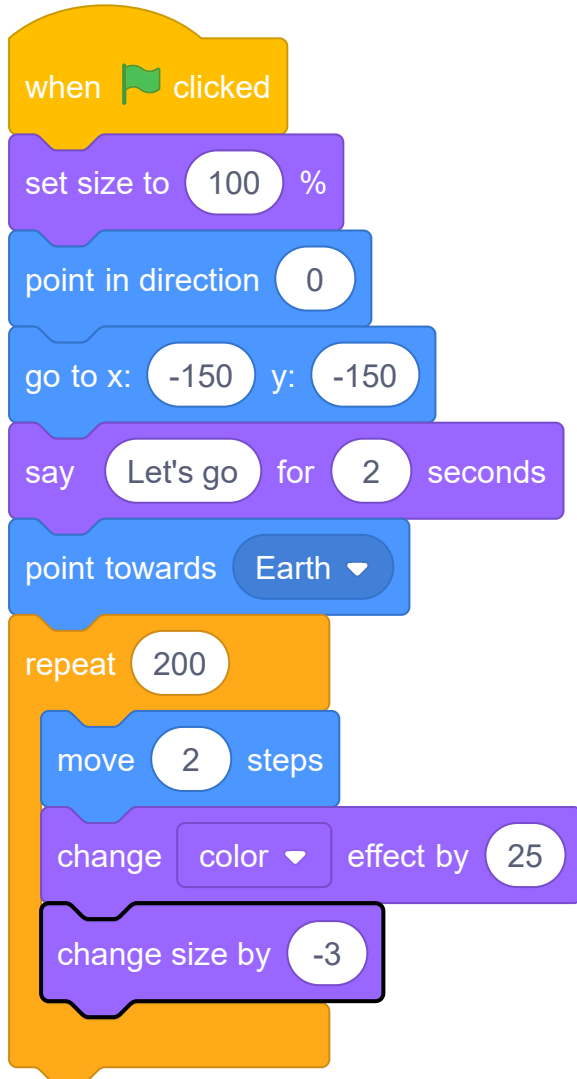 when clicked
set size to 100 %
point in direction 0
go to x: -150 y: -150
say Let's go for 2 seconds
point towards Earth
repeat 200
move 2 steps
change color effect by 25
change size by -3